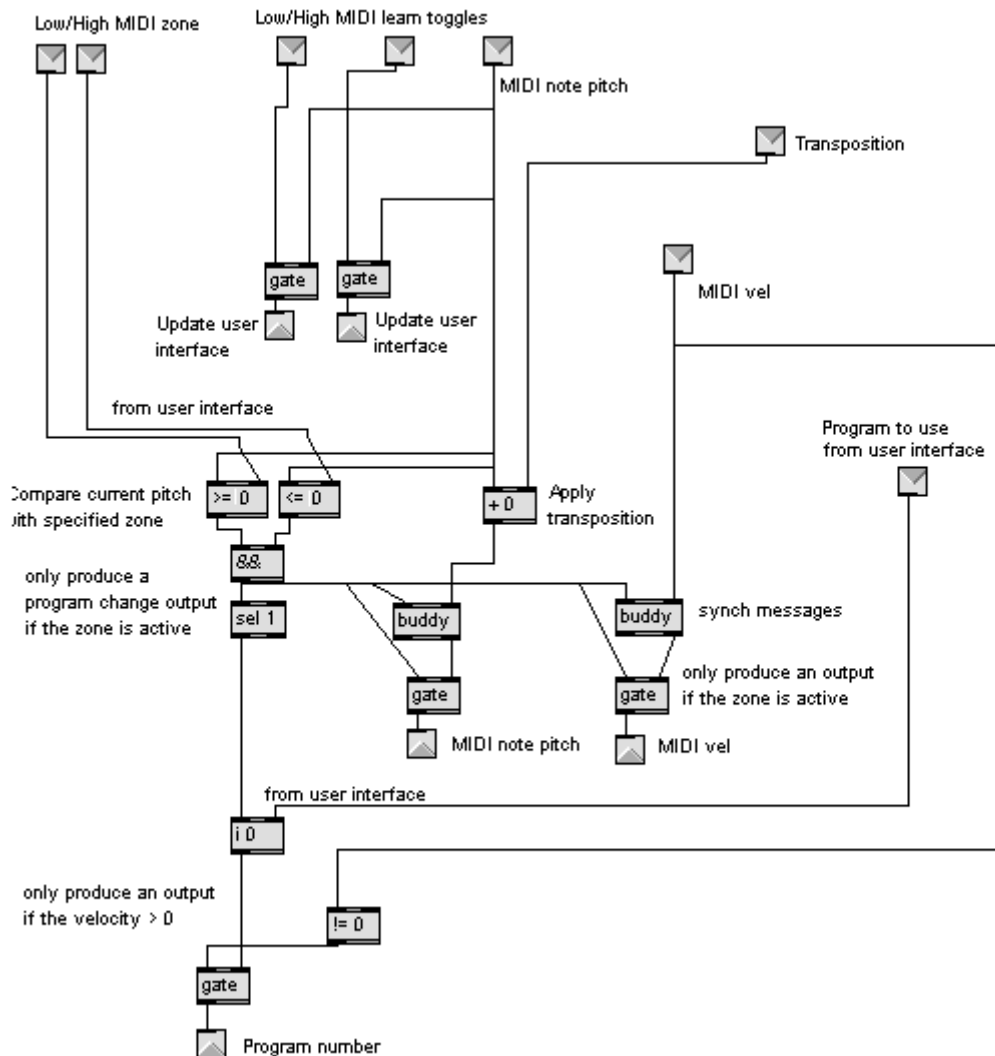 Low/High MIDI zone
Low/High MIDI learn toggles
MIDI note pitch
Transposition
MIDI vel
gate
gate
Update user
interface
Update user
interface
from user interface
Program to use
from user interface
Compare current pitch
with specified zone
>= 0
<= 0
+ 0
Apply
transposition
&&
only produce a
program change output
if the zone is active
sel 1
buddy
buddy
synch messages
gate
gate
only produce an output
if the zone is active
MIDI note pitch
MIDI vel
from user interface
i 0
only produce an output
if the velocity > 0
!= 0
gate
Program number